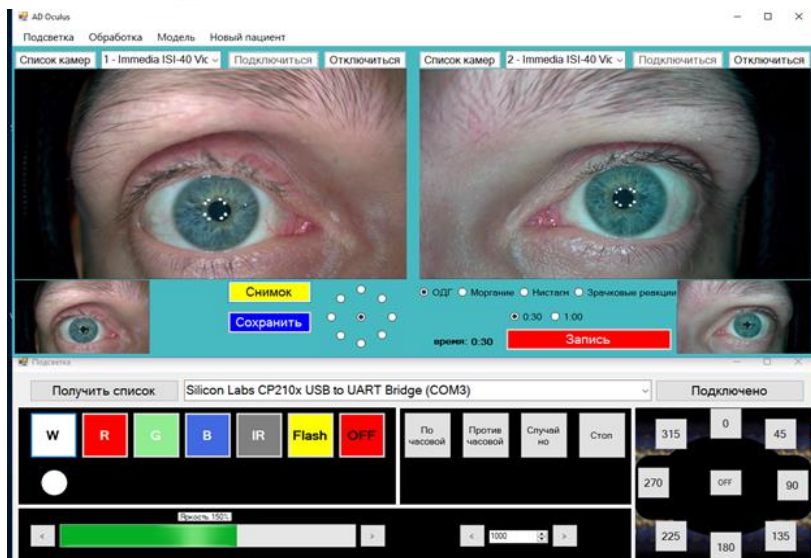 AD Oculus
Подсветка Обработка Модель Новый пациент
Список камер 1 - Immedia ISI-40 Vic Подключиться Отключиться Список камер 2 - Immedia ISI-40 Vic Подключиться Отключиться
Снимок
ОДГ Моргание Нистагм Зрачковые реакции
Сохранить
0:30 1:00
время: 0:30 Запись
Подсветка
Получить список Silicon Labs CP210x USB to UART Bridge (COM3) Подключено
W R G B IR Flash OFF
По часовой
Против часовой
Случайно
Стоп
315 0 45
270 OFF 90
225 180 135
Яркость 150%
< > < 1000 >